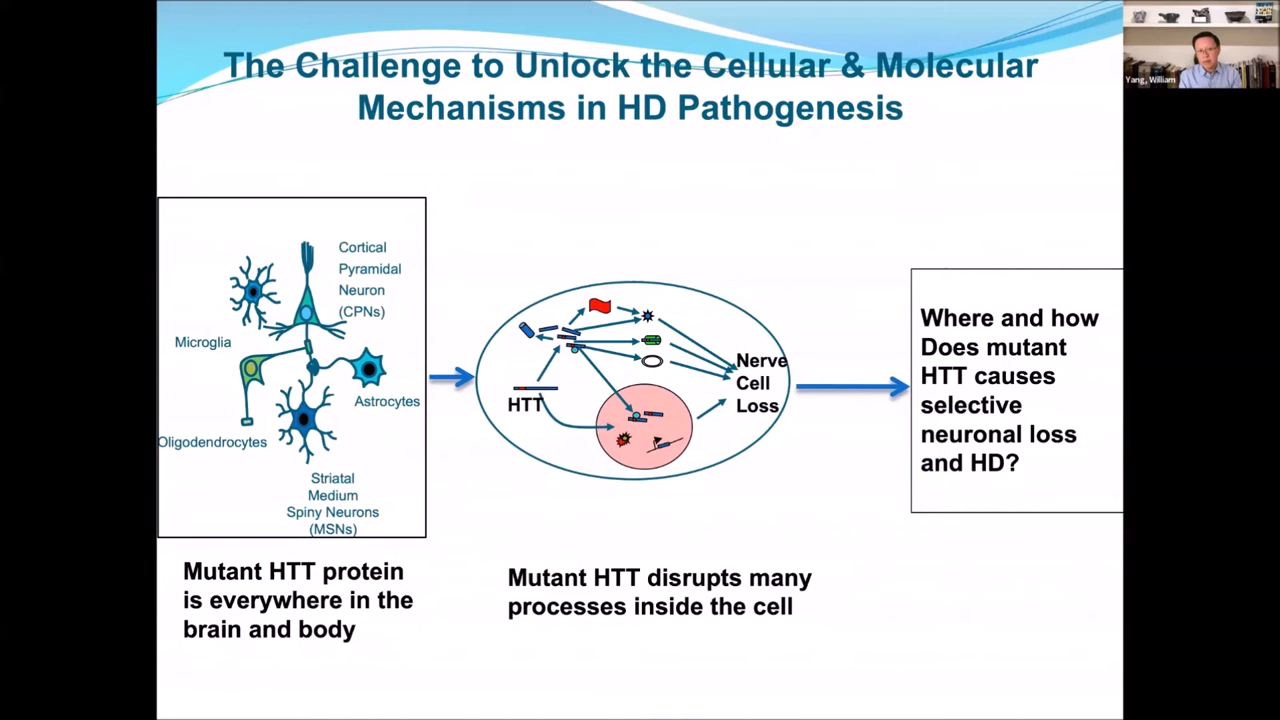 The Challenge to Unlock the Cellular & Molecular
Mechanisms in HD Pathogenesis
Yang, William
Cortical
Pyramidal
Neuron
(CPNs)
Microglia
Astrocytes
Oligodendrocytes
Striatal
Medium
Spiny Neurons
(MSNs)
HTT
Nerve
Cell
Loss
Where and how
Does mutant
HTT causes
selective
neuronal loss
and HD?
Mutant HTT protein
is everywhere in the
brain and body
Mutant HTT disrupts many
processes inside the cell